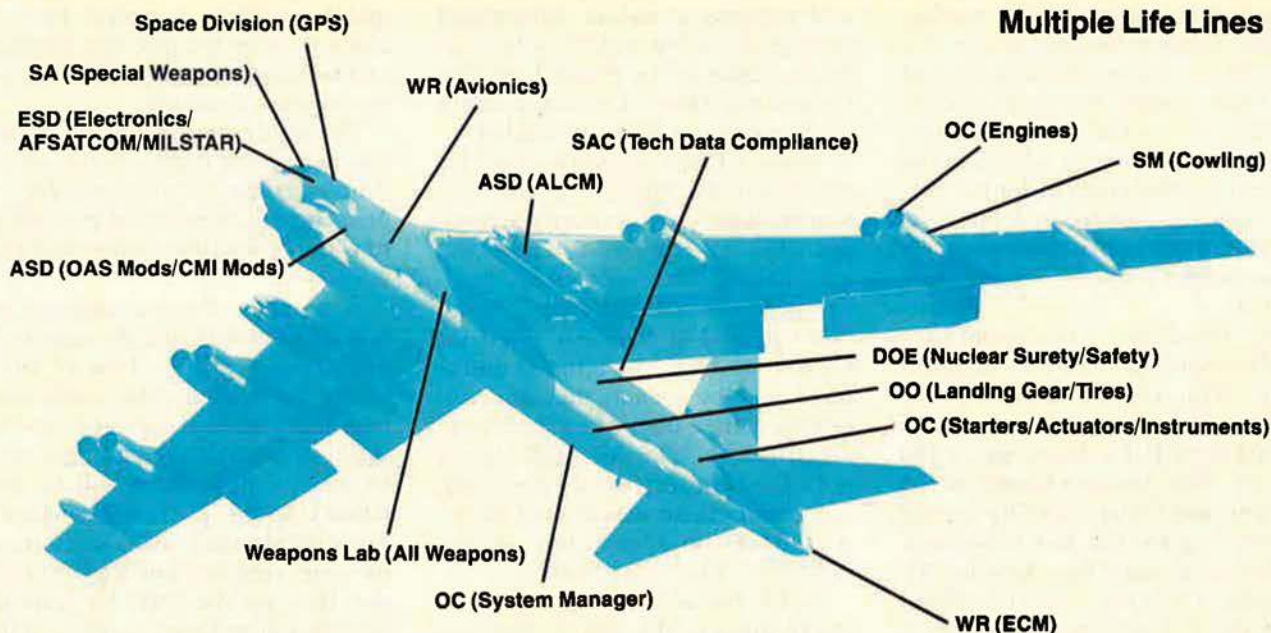 Multiple Life Lines
Space Division (GPS)
SA (Special Weapons)
WR (Avionics)
ESD (Electronics/
AFSATCOM/MILSTAR)
OC (Engines)
SAC (Tech Data Compliance)
SM (Cowling)
ASD (ALCM)
ASD (OAS Mods/CMI Mods)
DOE (Nuclear Surety/Safety)
OO (Landing Gear/Tires)
OC (Starters/Actuators/Instruments)
Weapons Lab (All Weapons)
OC (System Manager)
WR (ECM)